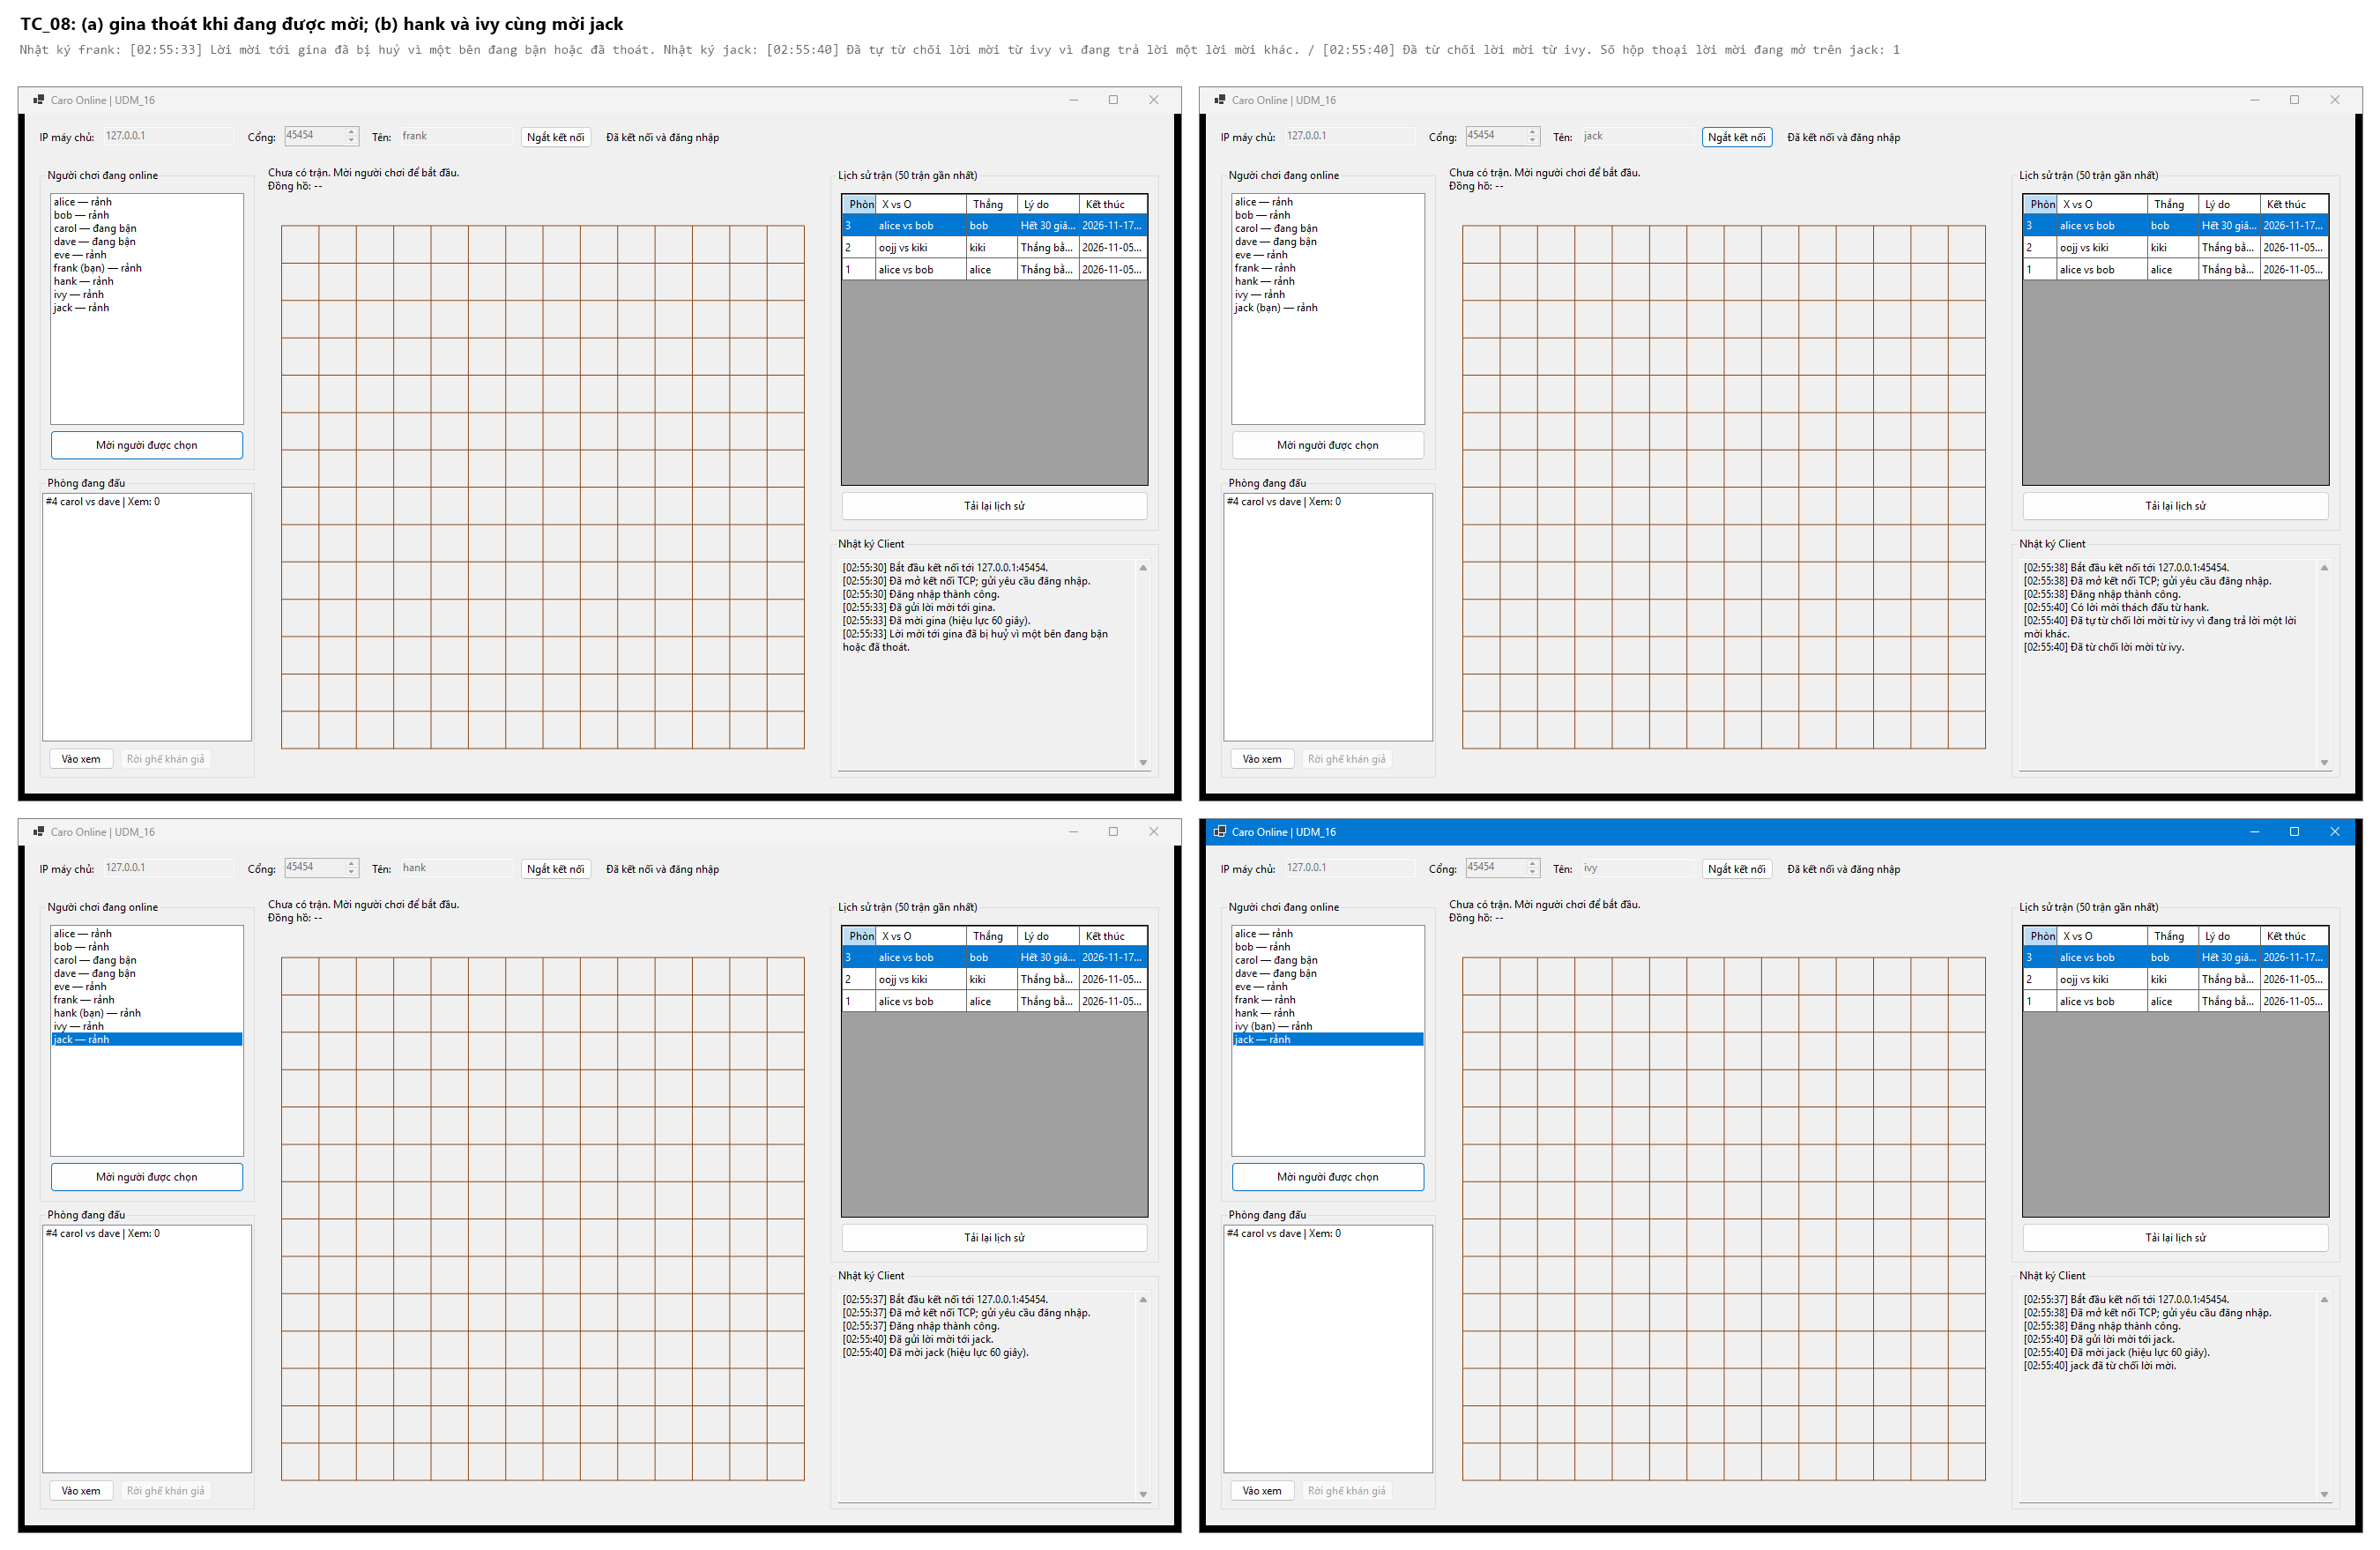 TC_08: (a) gina thoát khi đang được mời; (b) hank và ivy cùng mời jack
Nhật ký frank: [02:55:33] Lời mời tới gina đã bị huỷ vì một bên đang bận hoặc đã thoát. Nhật ký jack: [02:55:40] Đã tự từ chối lời mời từ ivy vì đang trả lời một lời mời khác. / [02:55:40] Đã từ chối lời mời từ ivy. Số hộp thoại lời mời đang mở trên jack: 1
Caro Online | UDM_16
IP máy chủ: 127.0.0.1 Cổng: 45454 Tên: frank Ngắt kết nối Đã kết nối và đăng nhập
Người chơi đang online
alice — rảnh
bob — rảnh
carol — đang bận
dave — đang bận
eve — rảnh
frank (bạn) — rảnh
hank — rảnh
ivy — rảnh
jack — rảnh
Mời người được chọn
Phòng đang đấu
#4 carol vs dave | Xem: 0
Vào xem Rời ghế khán giả
Chưa có trận. Mời người chơi để bắt đầu.
Đồng hồ: --
Lịch sử trận (50 trận gần nhất)
Phòn X vs O Thắng Lý do Kết thúc
3 alice vs bob bob Hết 30 giâ... 2026-11-17...
2 oojj vs kiki kiki Thắng bằ... 2026-11-05...
1 alice vs bob alice Thắng bằ... 2026-11-05...
Tải lại lịch sử
Nhật ký Client
[02:55:30] Bắt đầu kết nối tới 127.0.0.1:45454.
[02:55:30] Đã mở kết nối TCP; gửi yêu cầu đăng nhập.
[02:55:30] Đăng nhập thành công.
[02:55:33] Đã gửi lời mời tới gina.
[02:55:33] Đã mời gina (hiệu lực 60 giây).
[02:55:33] Lời mời tới gina đã bị huỷ vì một bên đang bận
hoặc đã thoát.
Caro Online | UDM_16
IP máy chủ: 127.0.0.1 Cổng: 45454 Tên: jack Ngắt kết nối Đã kết nối và đăng nhập
Người chơi đang online
alice — rảnh
bob — rảnh
carol — đang bận
dave — đang bận
eve — rảnh
frank — rảnh
hank — rảnh
ivy — rảnh
jack (bạn) — rảnh
Mời người được chọn
Phòng đang đấu
#4 carol vs dave | Xem: 0
Vào xem Rời ghế khán giả
Chưa có trận. Mời người chơi để bắt đầu.
Đồng hồ: --
Lịch sử trận (50 trận gần nhất)
Phòn X vs O Thắng Lý do Kết thúc
3 alice vs bob bob Hết 30 giâ... 2026-11-17...
2 oojj vs kiki kiki Thắng bằ... 2026-11-05...
1 alice vs bob alice Thắng bằ... 2026-11-05...
Tải lại lịch sử
Nhật ký Client
[02:55:38] Bắt đầu kết nối tới 127.0.0.1:45454.
[02:55:38] Đã mở kết nối TCP; gửi yêu cầu đăng nhập.
[02:55:38] Đăng nhập thành công.
[02:55:40] Có lời mời thách đấu từ hank.
[02:55:40] Đã tự từ chối lời mời từ ivy vì đang trả lời một lời
mời khác.
[02:55:40] Đã từ chối lời mời từ ivy.
Caro Online | UDM_16
IP máy chủ: 127.0.0.1 Cổng: 45454 Tên: hank Ngắt kết nối Đã kết nối và đăng nhập
Người chơi đang online
alice — rảnh
bob — rảnh
carol — đang bận
dave — đang bận
eve — rảnh
frank — rảnh
hank (bạn) — rảnh
ivy — rảnh
jack — rảnh
Mời người được chọn
Phòng đang đấu
#4 carol vs dave | Xem: 0
Vào xem Rời ghế khán giả
Chưa có trận. Mời người chơi để bắt đầu.
Đồng hồ: --
Lịch sử trận (50 trận gần nhất)
Phòn X vs O Thắng Lý do Kết thúc
3 alice vs bob bob Hết 30 giâ... 2026-11-17...
2 oojj vs kiki kiki Thắng bằ... 2026-11-05...
1 alice vs bob alice Thắng bằ... 2026-11-05...
Tải lại lịch sử
Nhật ký Client
[02:55:37] Bắt đầu kết nối tới 127.0.0.1:45454.
[02:55:37] Đã mở kết nối TCP; gửi yêu cầu đăng nhập.
[02:55:37] Đăng nhập thành công.
[02:55:40] Đã gửi lời mời tới jack.
[02:55:40] Đã mời jack (hiệu lực 60 giây).
Caro Online | UDM_16
IP máy chủ: 127.0.0.1 Cổng: 45454 Tên: ivy Ngắt kết nối Đã kết nối và đăng nhập
Người chơi đang online
alice — rảnh
bob — rảnh
carol — đang bận
dave — đang bận
eve — rảnh
frank — rảnh
hank — rảnh
ivy (bạn) — rảnh
jack — rảnh
Mời người được chọn
Phòng đang đấu
#4 carol vs dave | Xem: 0
Vào xem Rời ghế khán giả
Chưa có trận. Mời người chơi để bắt đầu.
Đồng hồ: --
Lịch sử trận (50 trận gần nhất)
Phòn X vs O Thắng Lý do Kết thúc
3 alice vs bob bob Hết 30 giâ... 2026-11-17...
2 oojj vs kiki kiki Thắng bằ... 2026-11-05...
1 alice vs bob alice Thắng bằ... 2026-11-05...
Tải lại lịch sử
Nhật ký Client
[02:55:37] Bắt đầu kết nối tới 127.0.0.1:45454.
[02:55:38] Đã mở kết nối TCP; gửi yêu cầu đăng nhập.
[02:55:38] Đăng nhập thành công.
[02:55:40] Đã gửi lời mời tới jack.
[02:55:40] Đã mời jack (hiệu lực 60 giây).
[02:55:40] jack đã từ chối lời mời.